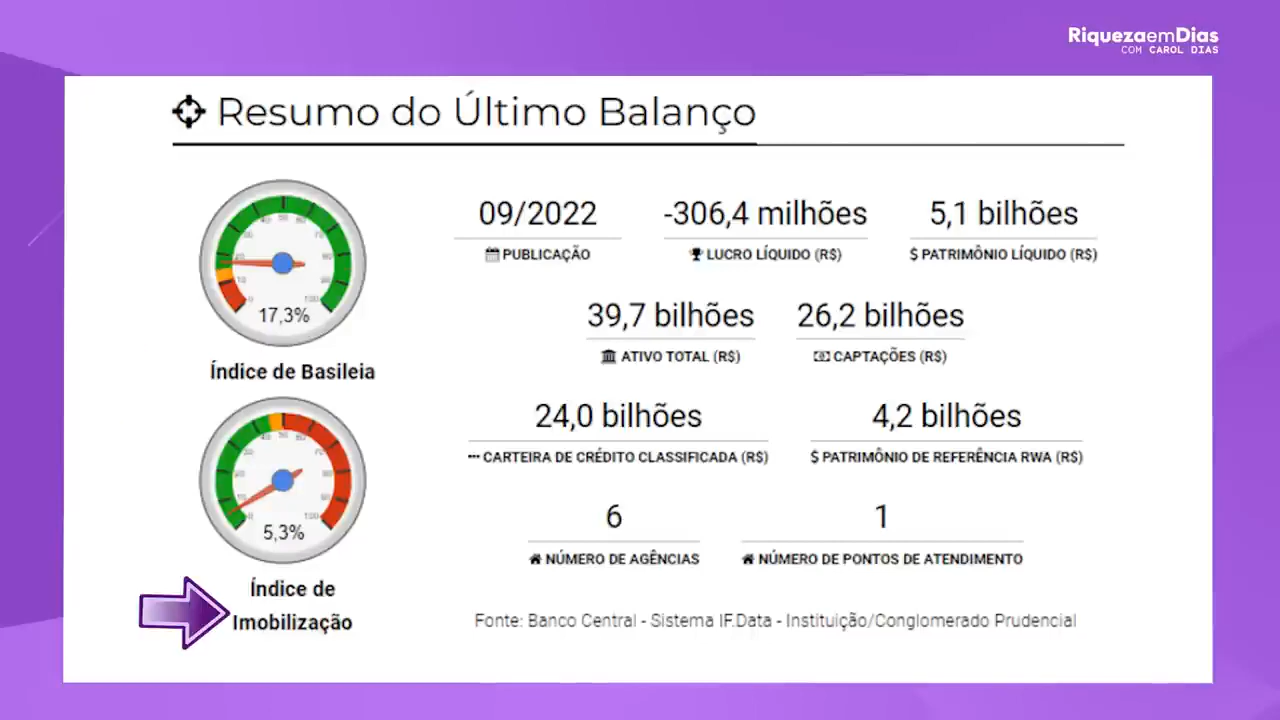 RiquezaemDias
COM CAROL DIAS
Resumo do Último Balanço
17,3%
Índice de Basileia
09/2022
PUBLICAÇÃO
-306,4 milhões
LUCRO LÍQUIDO (R$)
5,1 bilhões
$ PATRIMÔNIO LÍQUIDO (R$)
39,7 bilhões
ATIVO TOTAL (R$)
26,2 bilhões
CAPTAÇÕES (R$)
5,3%
Índice de
Imobilização
24,0 bilhões
CARTEIRA DE CRÉDITO CLASSIFICADA (R$)
4,2 bilhões
$ PATRIMÔNIO DE REFERÊNCIA RWA (R$)
6
NÚMERO DE AGÊNCIAS
1
NÚMERO DE PONTOS DE ATENDIMENTO
Fonte: Banco Central - Sistema IF.Data - Instituição/Conglomerado Prudencial